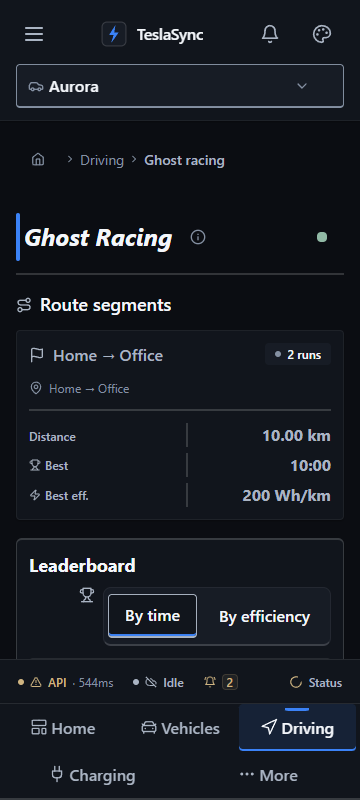 TeslaSync
Aurora
Driving > Ghost racing
Ghost Racing
Route segments
Home → Office
2 runs
Home → Office
Distance 10.00 km
Best 10:00
Best eff. 200 Wh/km
Leaderboard
By time By efficiency
API · 544ms Idle 2 Status
Home Vehicles Driving
Charging More